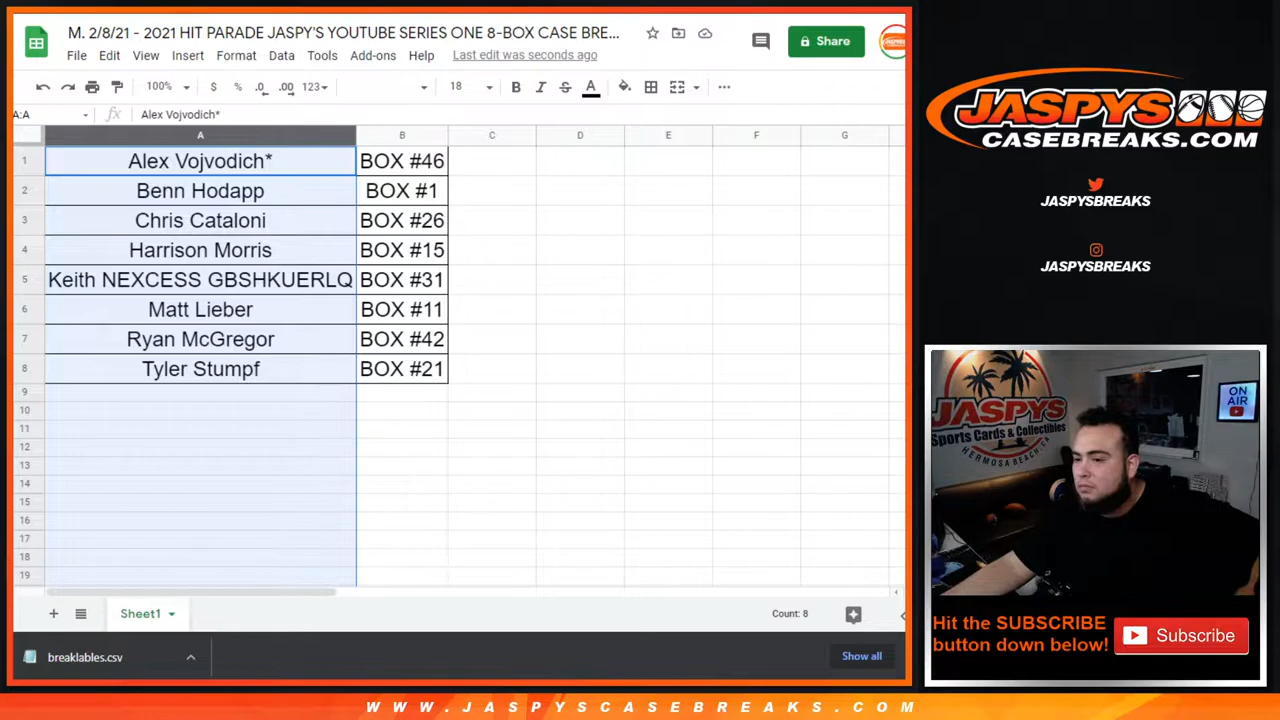 M. 2/8/21 - 2021 HIT PARADE JASPY'S YOUTUBE SERIES ONE 8-BOX CASE BRE...
File Edit View Insert Format Data Tools Add-ons Help Last edit was seconds ago
Share
100% $ % .0 .00 123 18 B I S A
A:A fx Alex Vojvodich*
A B C D E F G
1 Alex Vojvodich* BOX #46
2 Benn Hodapp BOX #1
3 Chris Cataloni BOX #26
4 Harrison Morris BOX #15
5 Keith NEXCESS GBSHKUERLQ BOX #31
6 Matt Lieber BOX #11
7 Ryan McGregor BOX #42
8 Tyler Stumpf BOX #21
9
10
11
12
13
14
15
16
17
18
19
Sheet1
Count: 8
breaklables.csv
Show all
JASPYS
CASEBREAKS.COM
JASPYSBREAKS
JASPYSBREAKS
JASPYS
Sports Cards & Collectibles
HERMOSA BEACH, CA
ON
AIR
Hit the SUBSCRIBE
button down below!
Subscribe
WWW.JASPYSCASEBREAKS.COM